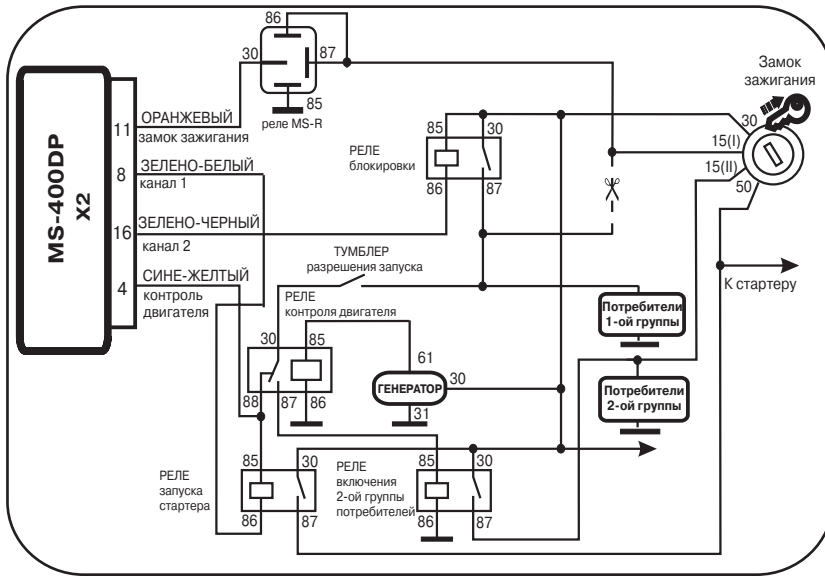 MS-400DP
X2
11
ОРАНЖЕВЫЙ
замок зажигания
8
ЗЕЛЕНО-БЕЛЫЙ
канал 1
16
ЗЕЛЕНО-ЧЕРНЫЙ
канал 2
4
СИНЕ-ЖЕЛТЫЙ
контроль
двигателя
86
30
87
85
реле MS-R
РЕЛЕ
блокировки
85
30
86
87
Замок
зажигания
30
15(I)
15(II)
50
К стартеру
ТУМБЛЕР
разрешения запуска
РЕЛЕ
контроля двигателя
30
85
88
87
86
61
ГЕНЕРАТОР
30
31
Потребители
1-ой группы
Потребители
2-ой группы
РЕЛЕ
запуска
стартера
85
30
86
87
РЕЛЕ
включения
2-ой группы
потребителей
85
30
86
87